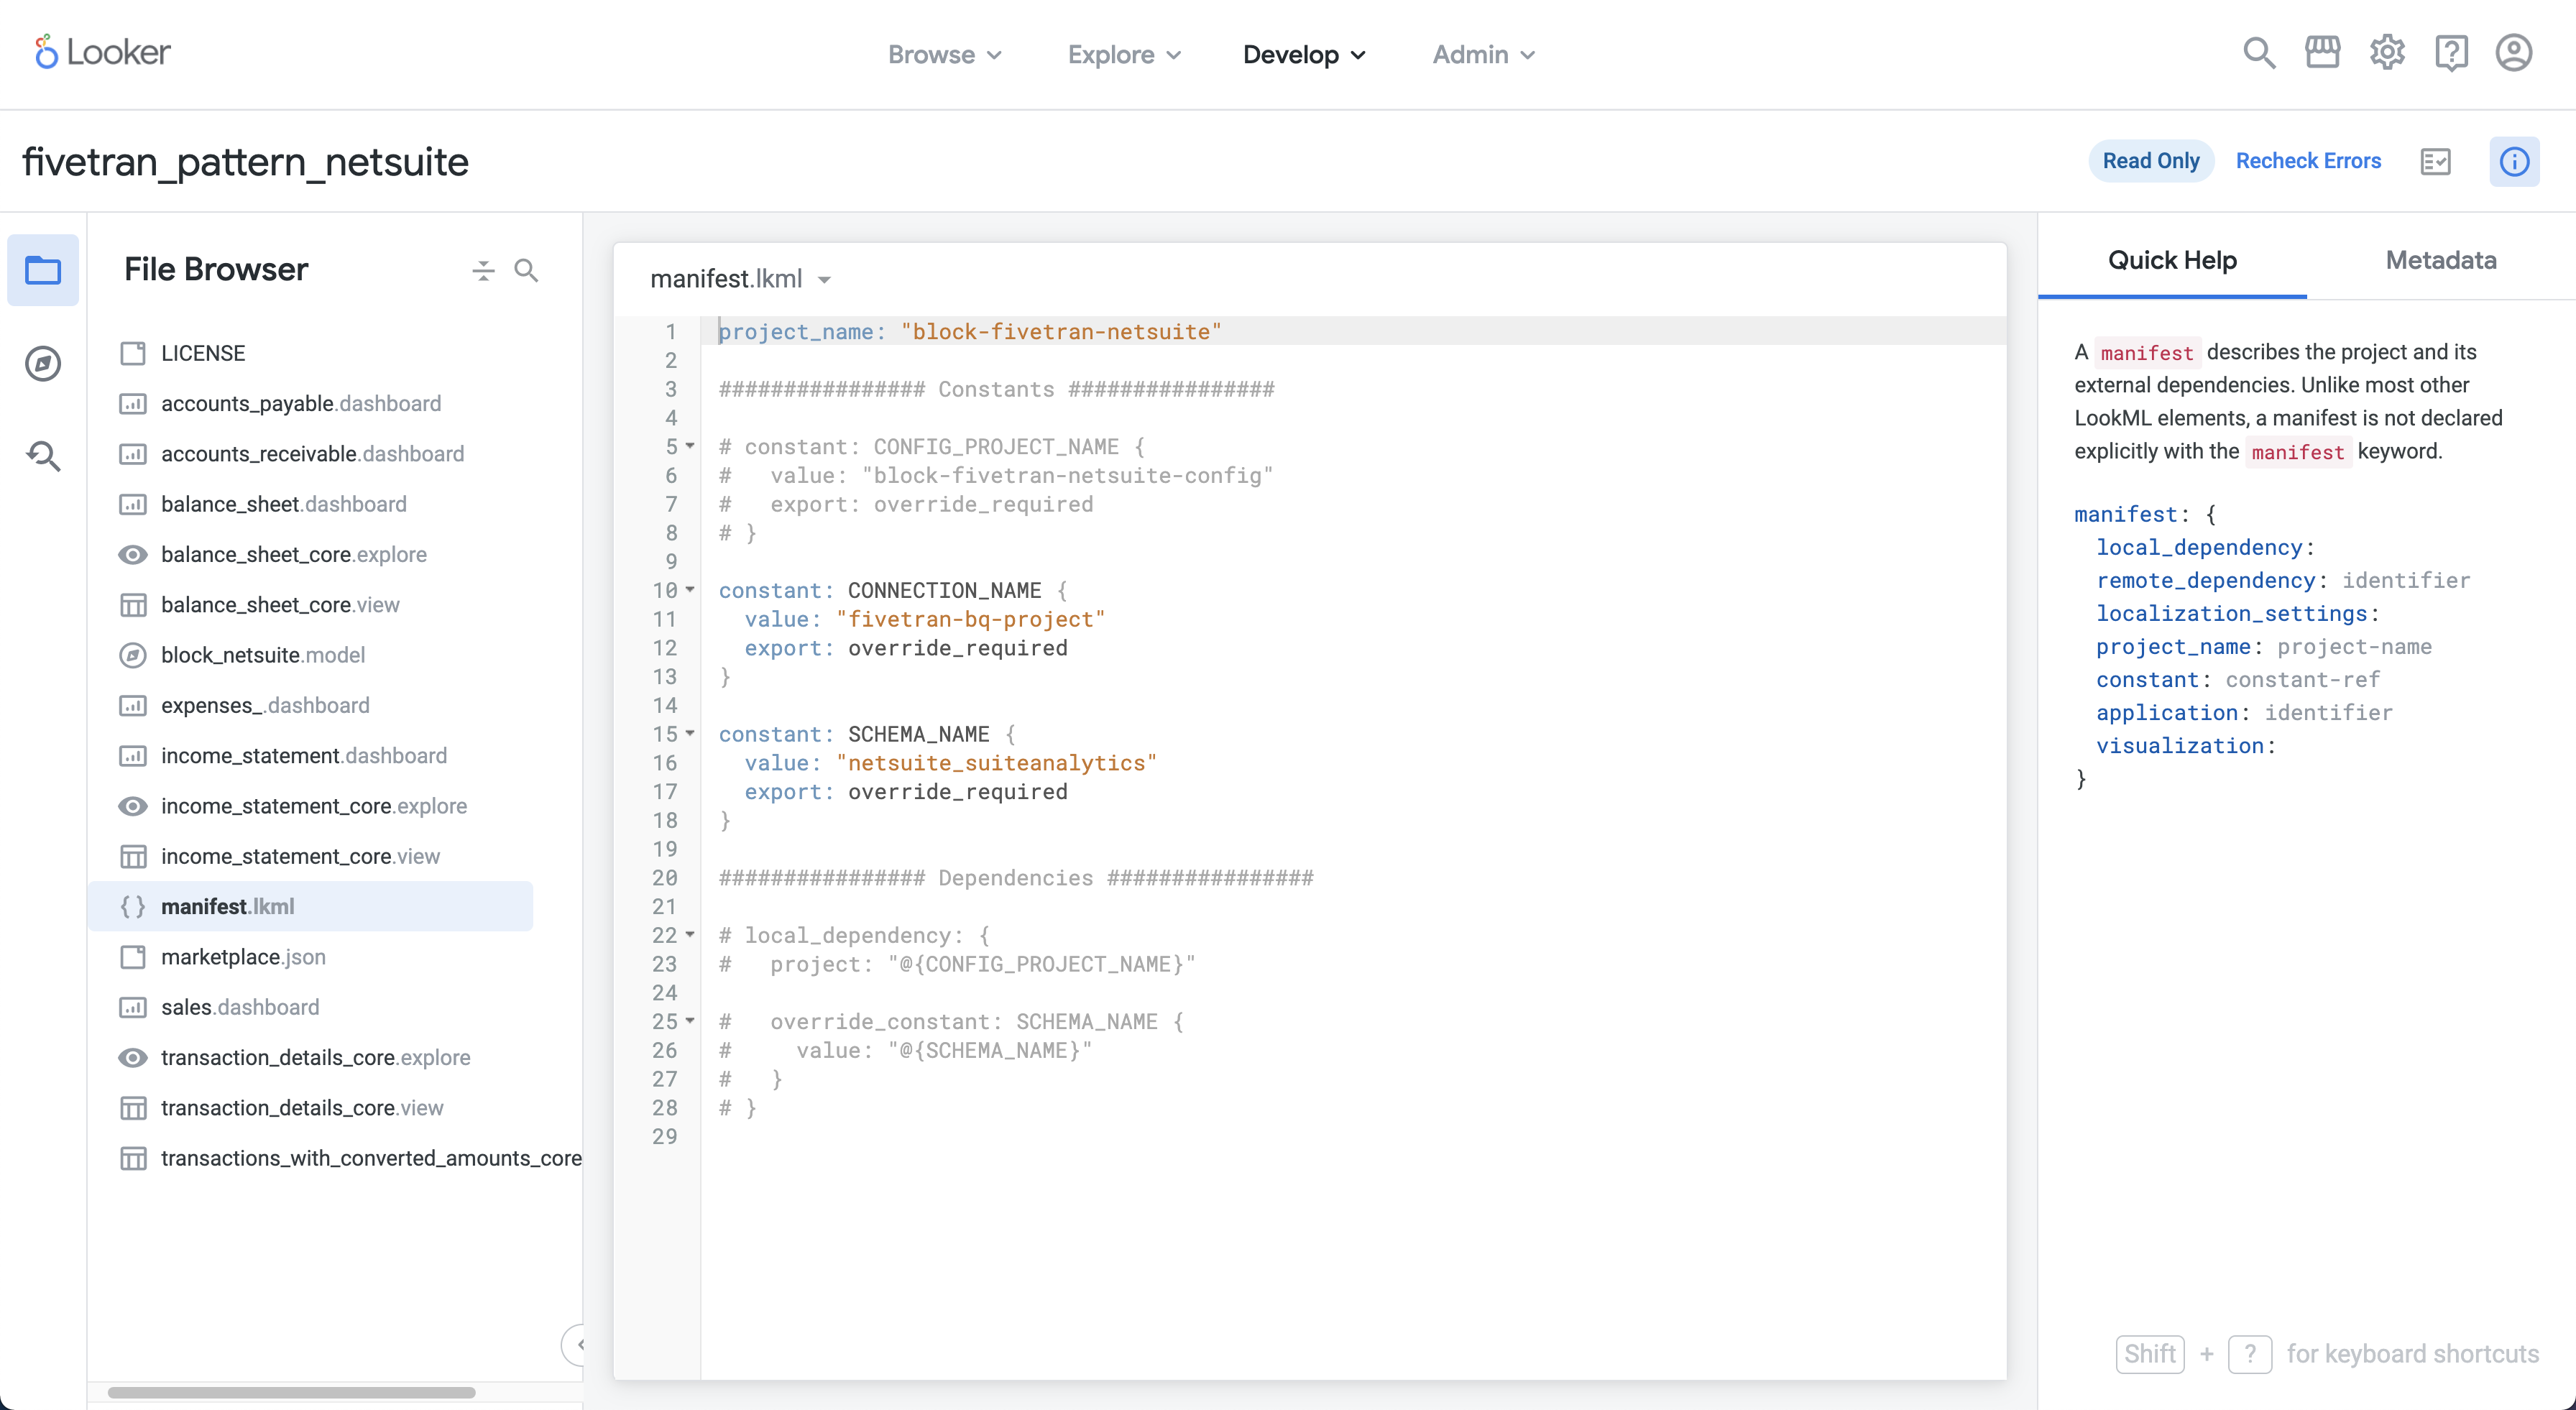 Looker
Browse
Explore
Develop
Admin
fivetran_pattern_netsuite
Read Only
Recheck Errors
File Browser
LICENSE
accounts_payable.dashboard
accounts_receivable.dashboard
balance_sheet.dashboard
balance_sheet_core.explore
balance_sheet_core.view
block_netsuite.model
expenses_.dashboard
income_statement.dashboard
income_statement_core.explore
income_statement_core.view
{ } manifest.lkml
marketplace.json
sales.dashboard
transaction_details_core.explore
transaction_details_core.view
transactions_with_converted_amounts_core
manifest.lkml
1 project_name: "block-fivetran-netsuite"
2
3 ################ Constants ################
4
5 # constant: CONFIG_PROJECT_NAME {
6 #   value: "block-fivetran-netsuite-config"
7 #   export: override_required
8 # }
9
10 constant: CONNECTION_NAME {
11   value: "fivetran-bq-project"
12   export: override_required
13 }
14
15 constant: SCHEMA_NAME {
16   value: "netsuite_suiteanalytics"
17   export: override_required
18 }
19
20 ################ Dependencies ################
21
22 # local_dependency: {
23 #   project: "@{CONFIG_PROJECT_NAME}"
24
25 #   override_constant: SCHEMA_NAME {
26 #     value: "@{SCHEMA_NAME}"
27 #   }
28 # }
29
Quick Help
Metadata
A manifest describes the project and its
external dependencies. Unlike most other
LookML elements, a manifest is not declared
explicitly with the manifest keyword.
manifest: {
  local_dependency:
  remote_dependency: identifier
  localization_settings:
  project_name: project-name
  constant: constant-ref
  application: identifier
  visualization:
}
Shift + ? for keyboard shortcuts